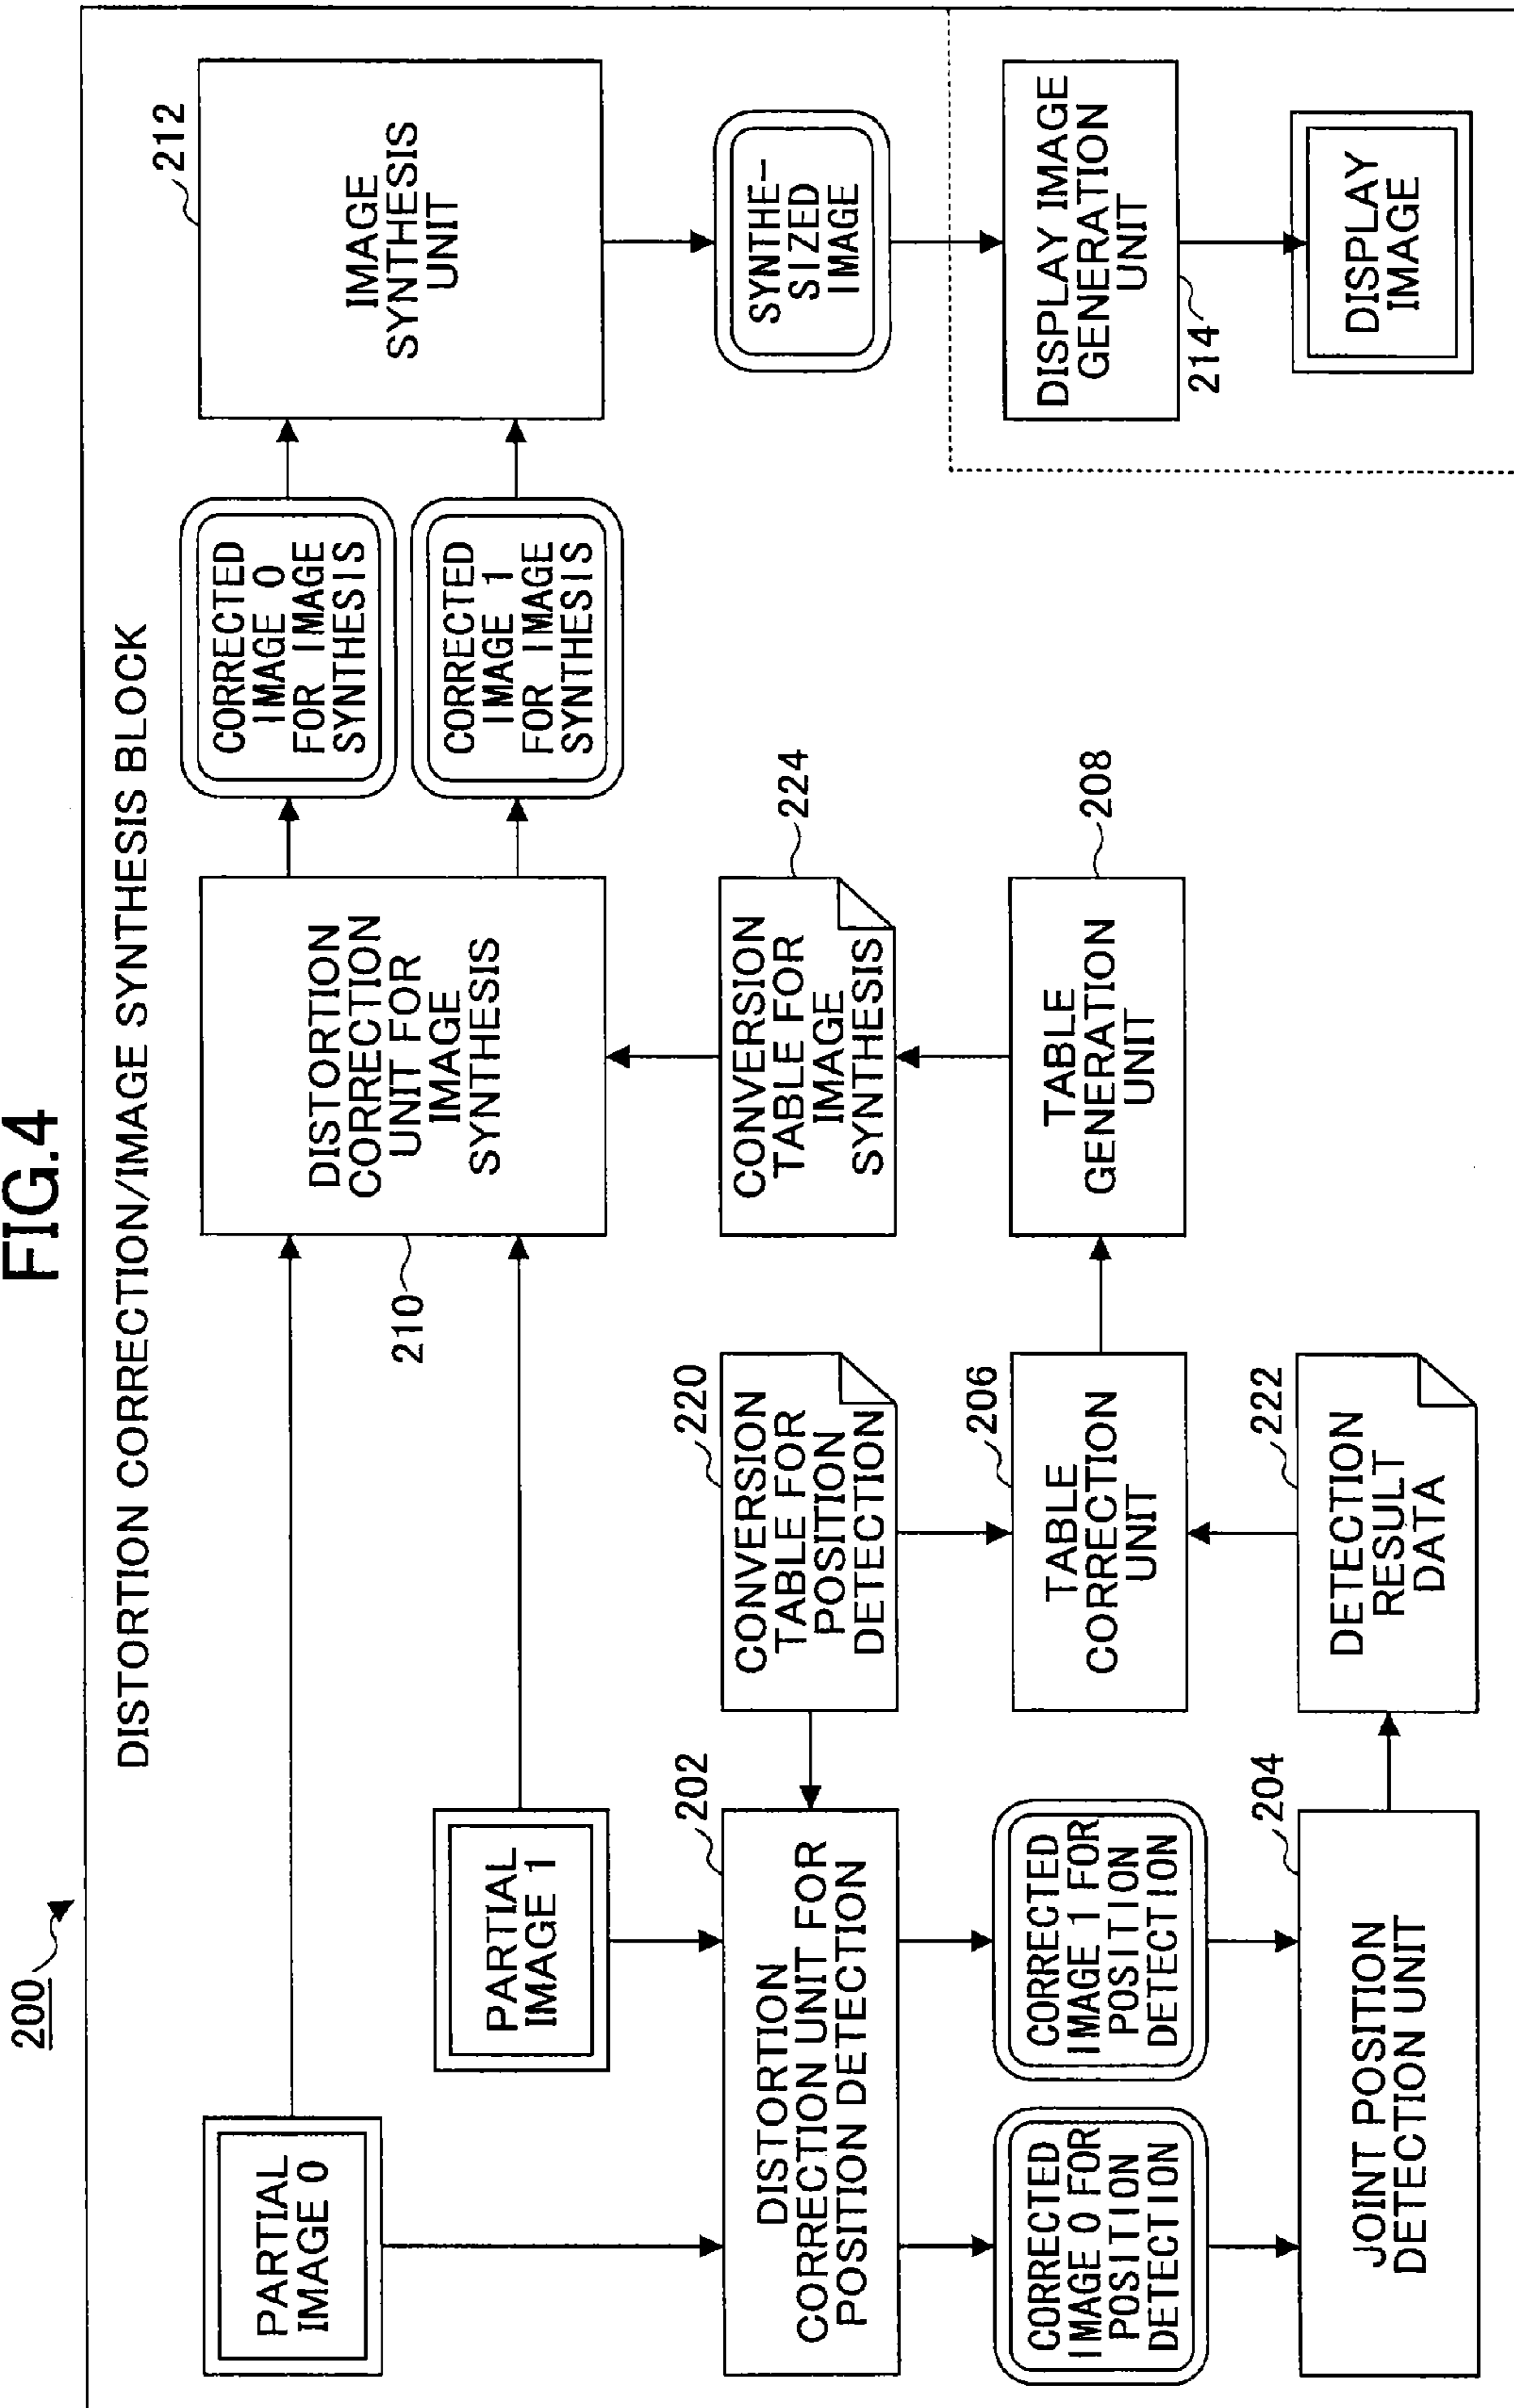 FIG.4
200
DISTORTION CORRECTION/IMAGE SYNTHESIS BLOCK
PARTIAL
IMAGE 0
PARTIAL
IMAGE 1
202
DISTORTION
CORRECTION UNIT FOR
POSITION DETECTION
CORRECTED
IMAGE 0 FOR
POSITION
DETECTION
CORRECTED
IMAGE 1 FOR
POSITION
DETECTION
204
JOINT POSITION
DETECTION UNIT
220
CONVERSION
TABLE FOR
POSITION
DETECTION
206
TABLE
CORRECTION
UNIT
222
DETECTION
RESULT
DATA
210
DISTORTION
CORRECTION
UNIT FOR
IMAGE
SYNTHESIS
224
CONVERSION
TABLE FOR
IMAGE
SYNTHESIS
208
TABLE
GENERATION
UNIT
CORRECTED
IMAGE 0
FOR IMAGE
SYNTHESIS
CORRECTED
IMAGE 1
FOR IMAGE
SYNTHESIS
212
IMAGE
SYNTHESIS
UNIT
SYNTHE-
SIZED
IMAGE
DISPLAY IMAGE
GENERATION
UNIT
214
DISPLAY
IMAGE